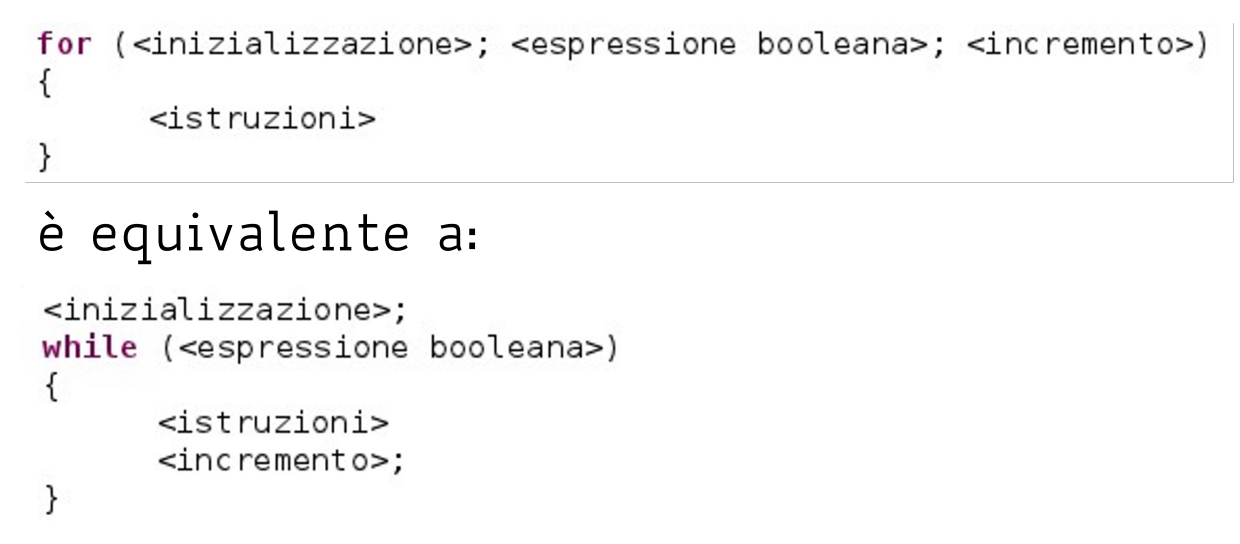 for (<inizializzazione>; <espressione booleana>; <incremento>)
{
<istruzioni>
}
è equivalente a:
<inizializzazione>;
while (<espressione booleana>)
{
<istruzioni>
<incremento>;
}